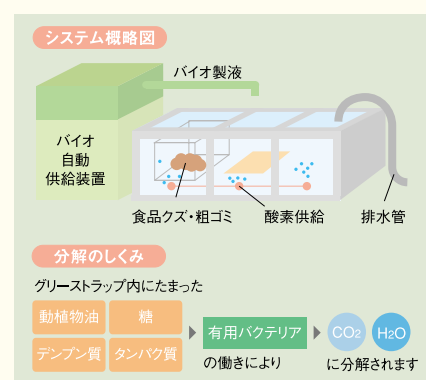 システム概略図
バイオ製液
バイオ
自動
供給装置
食品クズ・粗ゴミ
酸素供給
排水管
分解のしくみ
グリーストラップ内にたまった
動植物油
糖
デンプン質
タンパク質
有用バクテリア
の働きにより
CO2
H2O
に分解されます